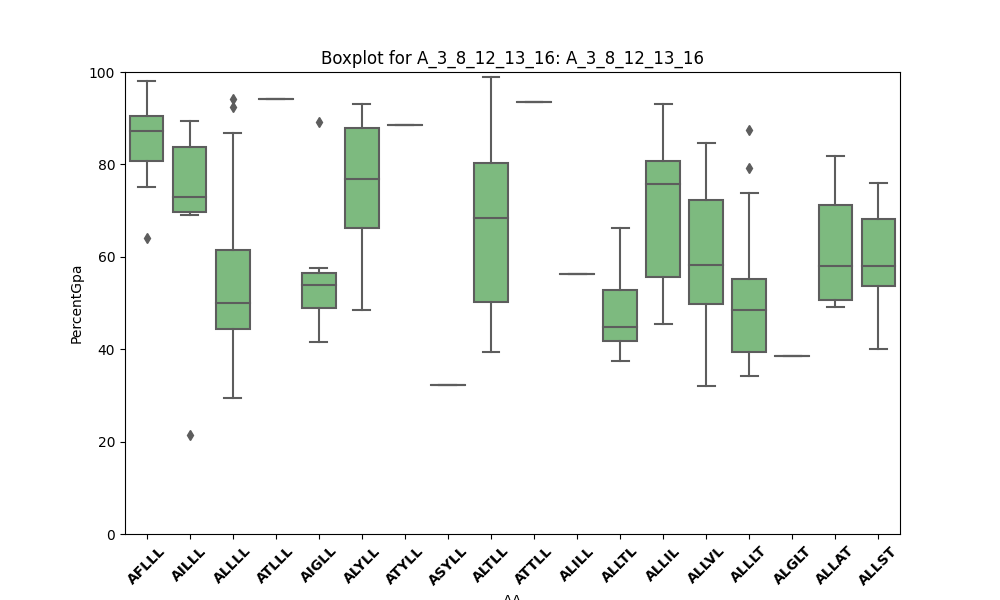 Boxplot for A_3_8_12_13_16: A_3_8_12_13_16
100
80
60
40
20
0
PercentGpa
AFLLL AILLL ALLLL ATLLL AIGLL ALYLL ATYLL ASYLL ALTLL ATTLL ALILL ALLTL ALLIL ALLVL ALLLT ALGLT ALLAT ALLST
AA